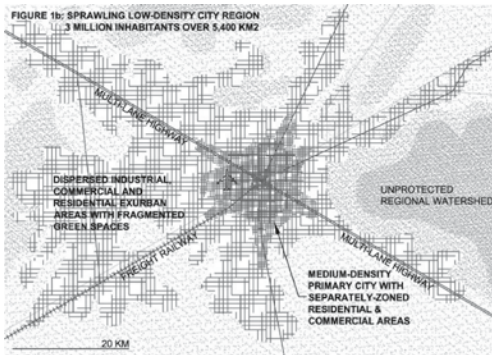 FIGURE 1b: SPRAWLING LOW-DENSITY CITY REGION
3 MILLION INHABITANTS OVER 5,400 KM2
MULTI-LANE HIGHWAY
DISPERSED INDUSTRIAL,
COMMERCIAL AND
RESIDENTIAL EXURBAN
AREAS WITH FRAGMENTED
GREEN SPACES
UNPROTECTED
REGIONAL WATERSHED
FREIGHT RAILWAY
MULTI-LANE HIGHWAY
MEDIUM-DENSITY
PRIMARY CITY WITH
SEPARATELY-ZONED
RESIDENTIAL &
COMMERCIAL AREAS
20 KM